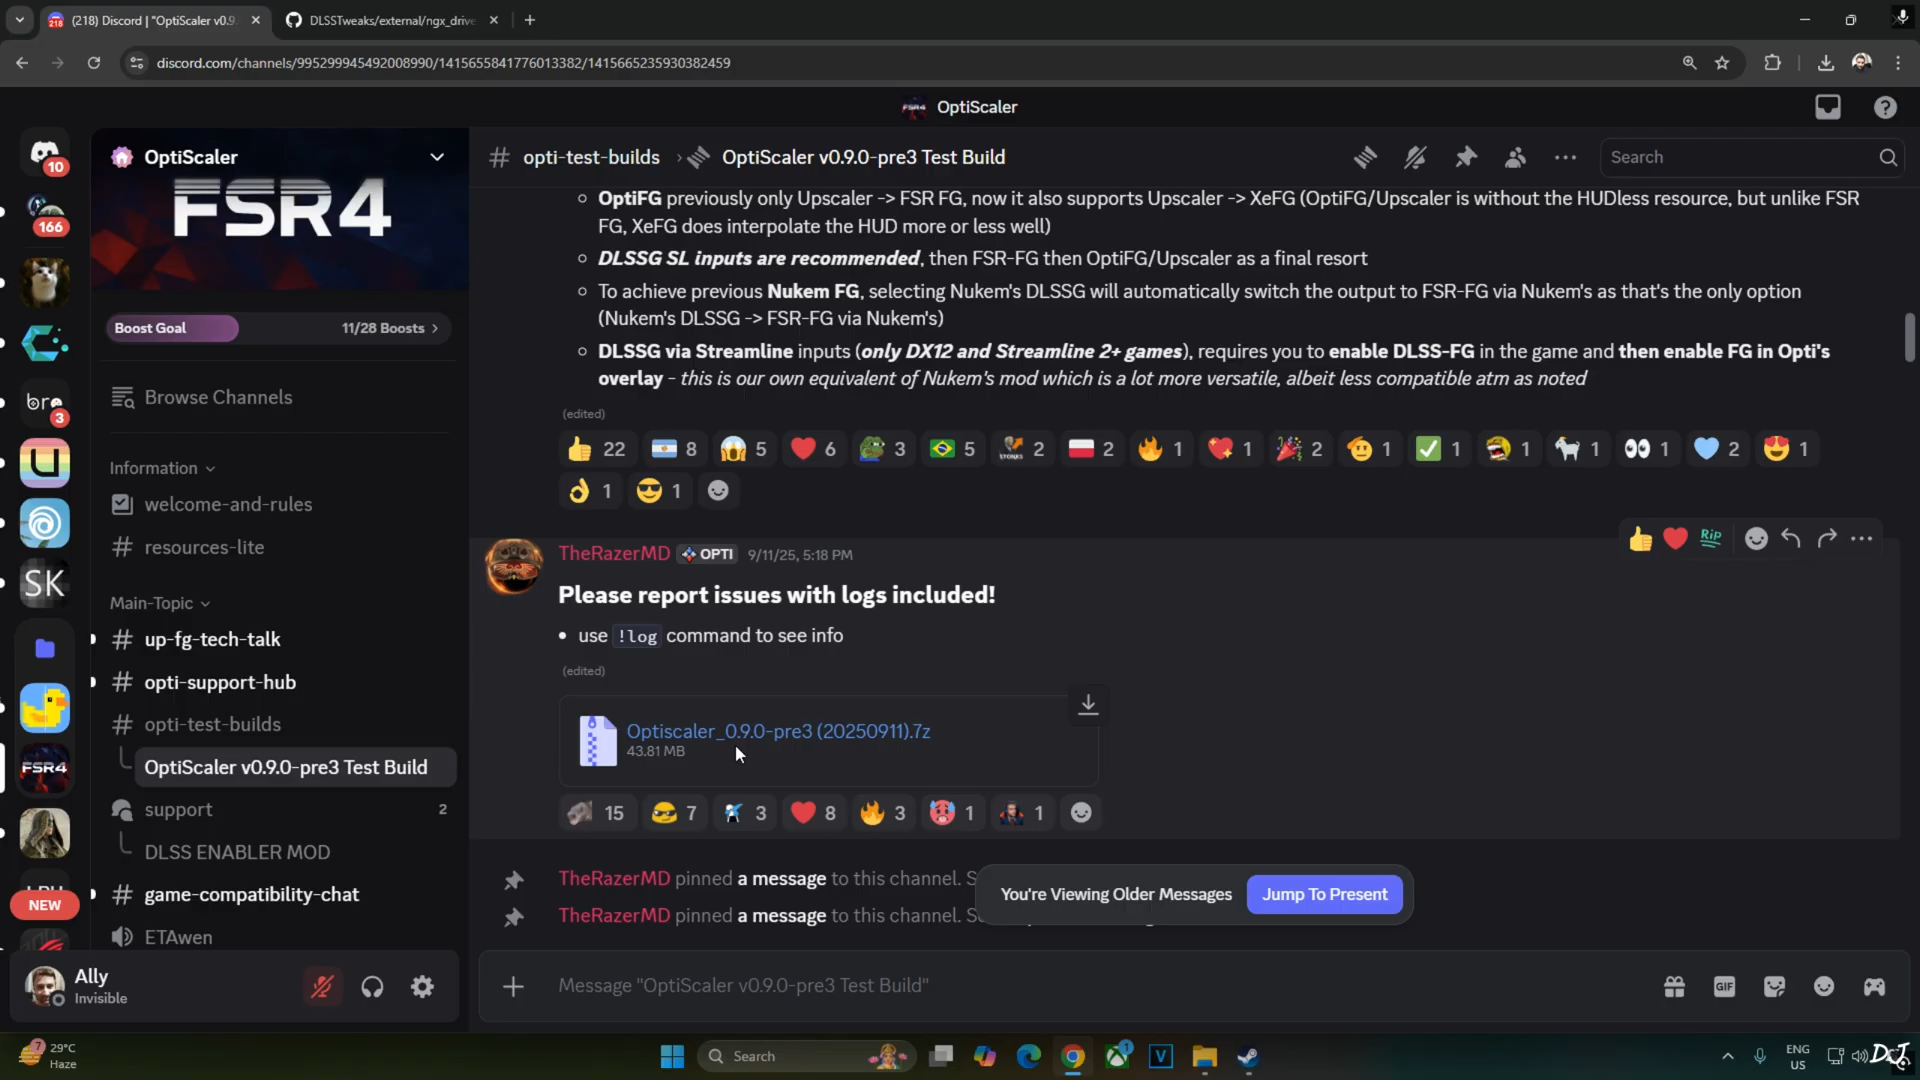 218
(218) Discord | "OptiScaler v0.9.
DLSSTweaks/external/ngx_drive
discord.com/channels/995299945492008990/1415655841776013382/1415665235930382459
OptiScaler
10
166
3
SK
FSR4
NEW
OptiScaler
FSR4
Boost Goal
11/28 Boosts
Browse Channels
Information
welcome-and-rules
resources-lite
Main-Topic
up-fg-tech-talk
opti-support-hub
opti-test-builds
OptiScaler v0.9.0-pre3 Test Build
support
2
DLSS ENABLER MOD
game-compatibility-chat
ETAwen
Ally
Invisible
opti-test-builds
OptiScaler v0.9.0-pre3 Test Build
Search
OptiFG previously only Upscaler -> FSR FG, now it also supports Upscaler -> XeFG (OptiFG/Upscaler is without the HUDless resource, but unlike FSR
FG, XeFG does interpolate the HUD more or less well)
DLSSG SL inputs are recommended, then FSR-FG then OptiFG/Upscaler as a final resort
To achieve previous Nukem FG, selecting Nukem's DLSSG will automatically switch the output to FSR-FG via Nukem's as that's the only option
(Nukem's DLSSG -> FSR-FG via Nukem's)
DLSSG via Streamline inputs (only DX12 and Streamline 2+ games), requires you to enable DLSS-FG in the game and then enable FG in Opti's
overlay - this is our own equivalent of Nukem's mod which is a lot more versatile, albeit less compatible atm as noted
(edited)
22 8 5 6 3 5 STONKS 2 2 1 1 2 1 1 1 1 1 2 1
1 1
Rip
TheRazerMD OPTI 9/11/25, 5:18 PM
Please report issues with logs included!
use !log command to see info
(edited)
Optiscaler_0.9.0-pre3 (20250911).7z
43.81 MB
15 7 3 8 3 1 1
TheRazerMD pinned a message to this channel. S
TheRazerMD pinned a message to this channel.
You're Viewing Older Messages
Jump To Present
Message "OptiScaler v0.9.0-pre3 Test Build"
GIF
7
29°C
Haze
Search
1
V
ENG
US